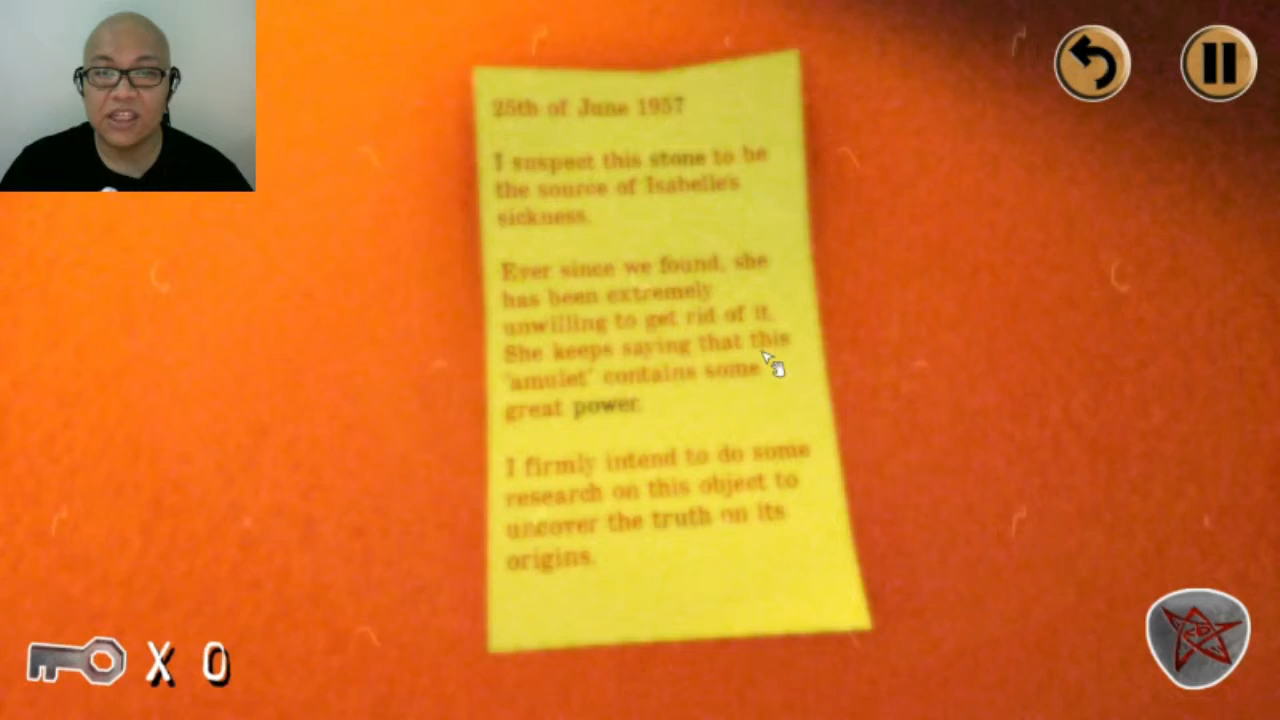 25th of June 1957
I suspect this stone to be
the source of Isabelle's
sickness.
Ever since we found, she
has been extremely
unwilling to get rid of it.
She keeps saying that this
"amulet" contains some
great power.
I firmly intend to do some
research on this object to
uncover the truth on its
origins.
X 0